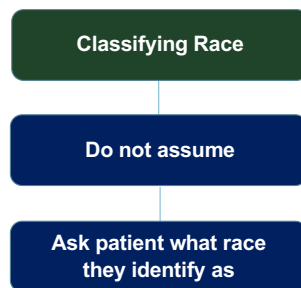 Classifying Race
Do not assume
Ask patient what race
they identify as